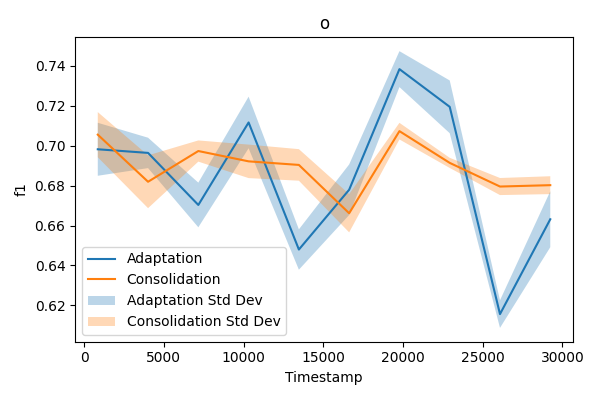 o
f1
0.74
0.72
0.70
0.68
0.66
0.64
0.62
Adaptation
Consolidation
Adaptation Std Dev
Consolidation Std Dev
0 5000 10000 15000 20000 25000 30000
Timestamp